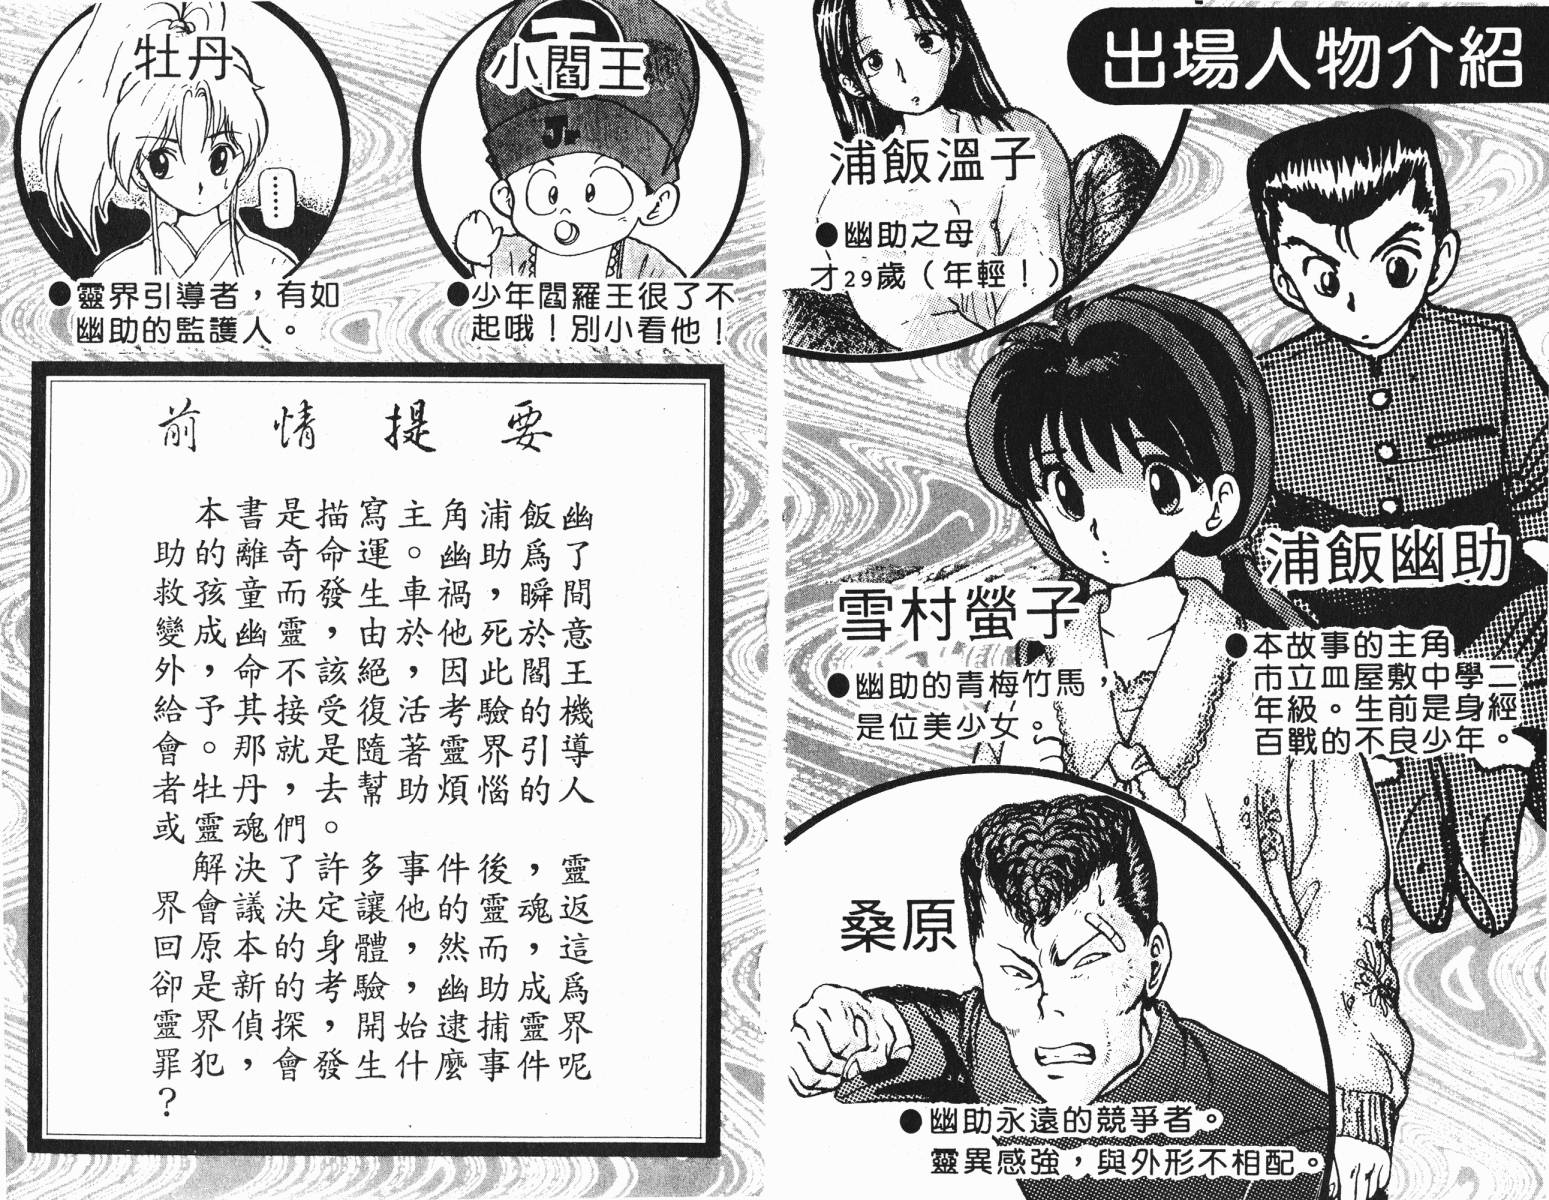 出場人物介紹
浦飯溫子
●幽助之母
才29歲（年輕！）
浦飯幽助
●本故事的主角
市立皿屋敷中學二
年級。生前是身經
百戰的不良少年。
雪村螢子
●幽助的青梅竹馬，
是位美少女。
桑原
●幽助永遠的競爭者。
靈異感強，與外形不相配。
小閻王
Jr
●少年閻羅王很了不
起哦！別小看他！
牡丹
……
●靈界引導者，有如
幽助的監護人。
前情提要
本書是描寫主角浦飯幽
助的離奇命運。幽助爲了
救孩童而發生車禍，瞬間
變成幽靈，由於他死於意
外，命不該絕，因此閻王
給予其接受復活考驗的機
會。那就是隨著靈界引導
者牡丹，去幫助煩惱的人
或靈魂們。
解決了許多事件後，靈
界會議決定讓他的靈魂返
回原本的身體，然而，這
卻是新的考驗，幽助成爲
靈界偵探，開始逮捕靈界
罪犯，會發生什麼事件呢
？